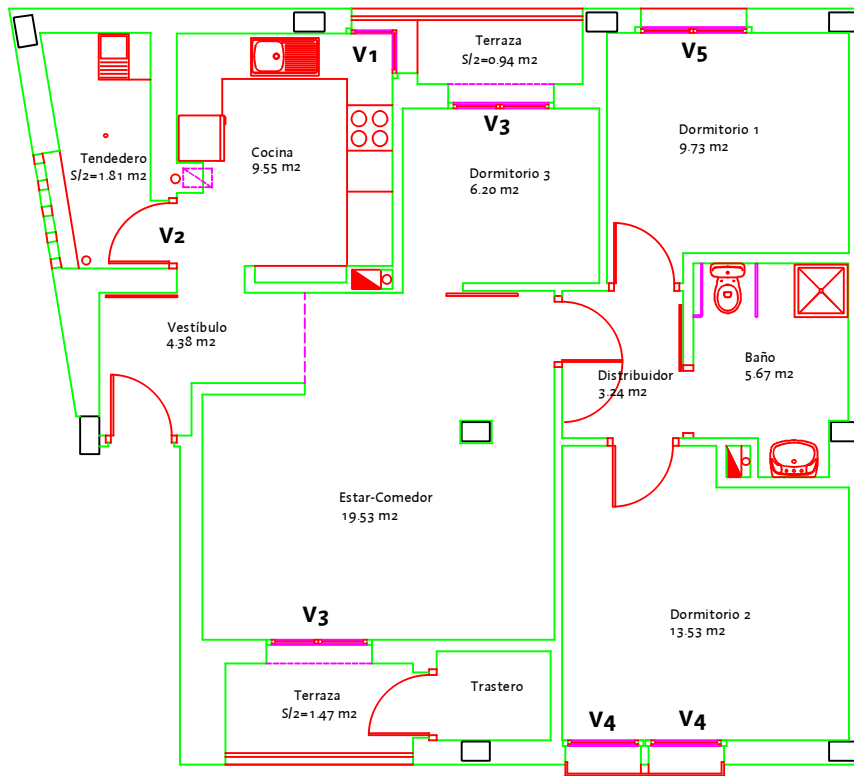 V1
Terraza
S/2=0.94 m2
V5
V3
Dormitorio 1
9.73 m2
Cocina
9.55 m2
Tendedero
S/2=1.81 m2
Dormitorio 3
6.20 m2
V2
Vestíbulo
4.38 m2
Distribuidor
3.24 m2
Baño
5.67 m2
Estar-Comedor
19.53 m2
V3
Dormitorio 2
13.53 m2
Terraza
S/2=1.47 m2
Trastero
V4
V4